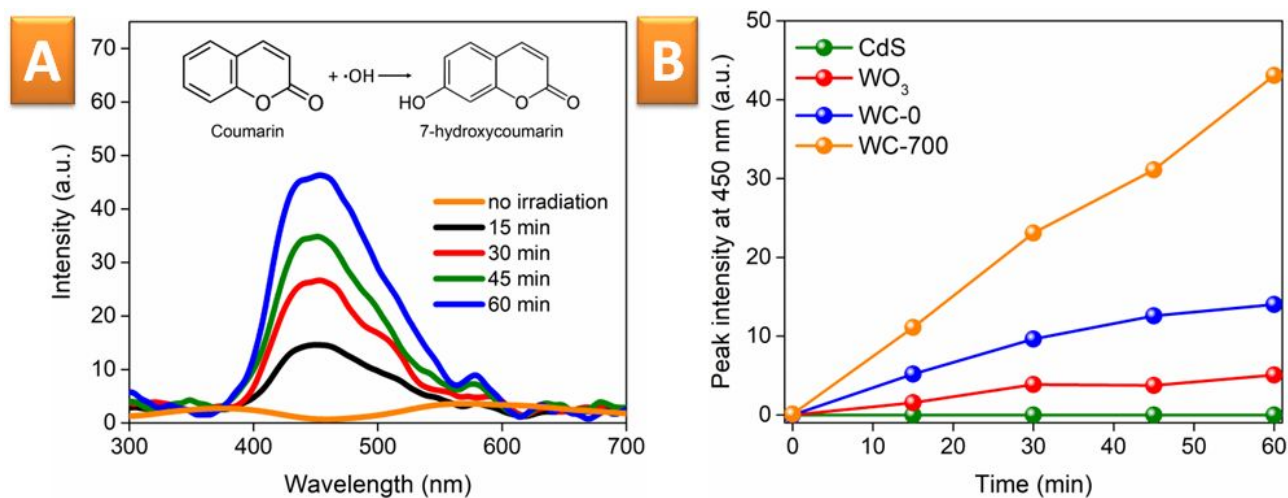 A
Intensity (a.u.)
70
60
50
40
30
20
10
0
O
O
Coumarin
+ ·OH
HO
O
O
7-hydroxycoumarin
no irradiation
15 min
30 min
45 min
60 min
300
400
500
600
700
Wavelength (nm)
B
Peak intensity at 450 nm (a.u.)
50
40
30
20
10
0
CdS
WO₃
WC-0
WC-700
0
10
20
30
40
50
60
Time (min)